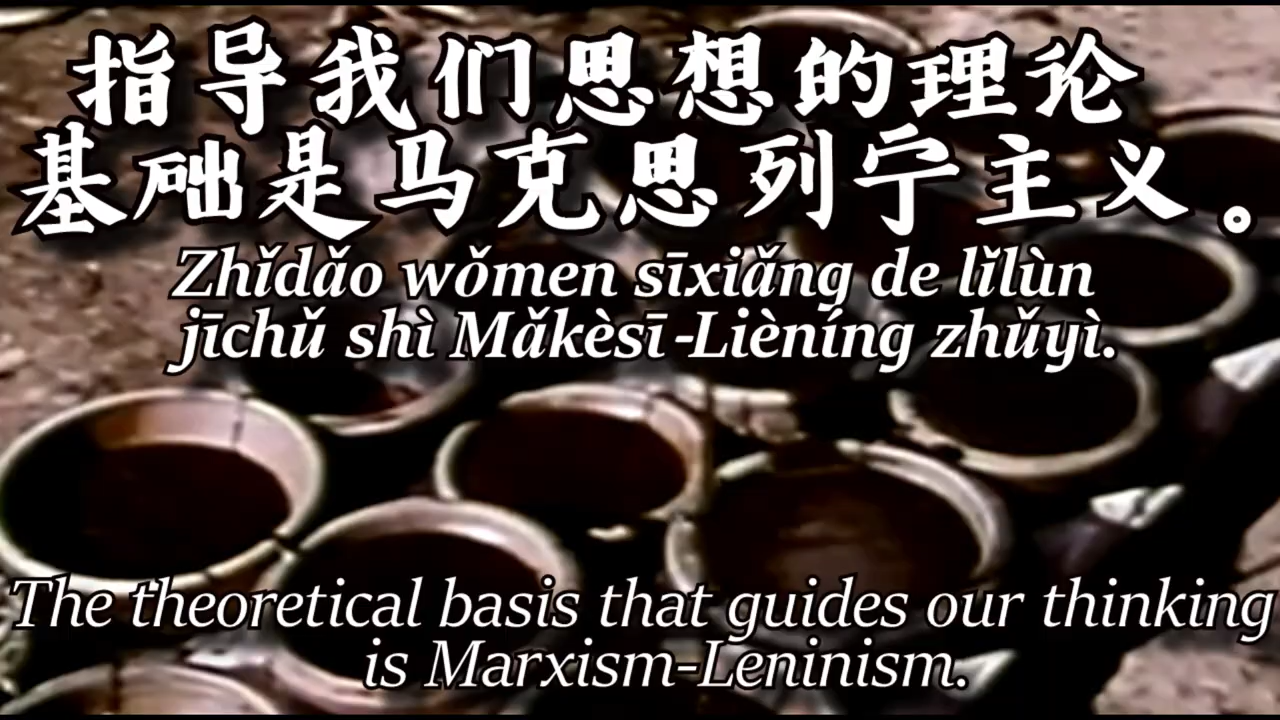 指导我们思想的理论
基础是马克思列宁主义。
Zhǐdǎo wǒmen sīxiǎng de lǐlùn
jīchǔ shì Mǎkèsī-Lièníng zhǔyì.
The theoretical basis that guides our thinking
is Marxism-Leninism.